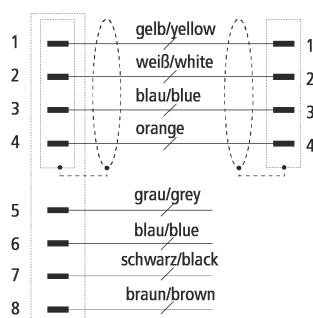 1 gelb/yellow 1
2 weiß/white 2
3 blau/blue 3
4 orange 4
5 grau/grey
6 blau/blue
7 schwarz/black
8 braun/brown